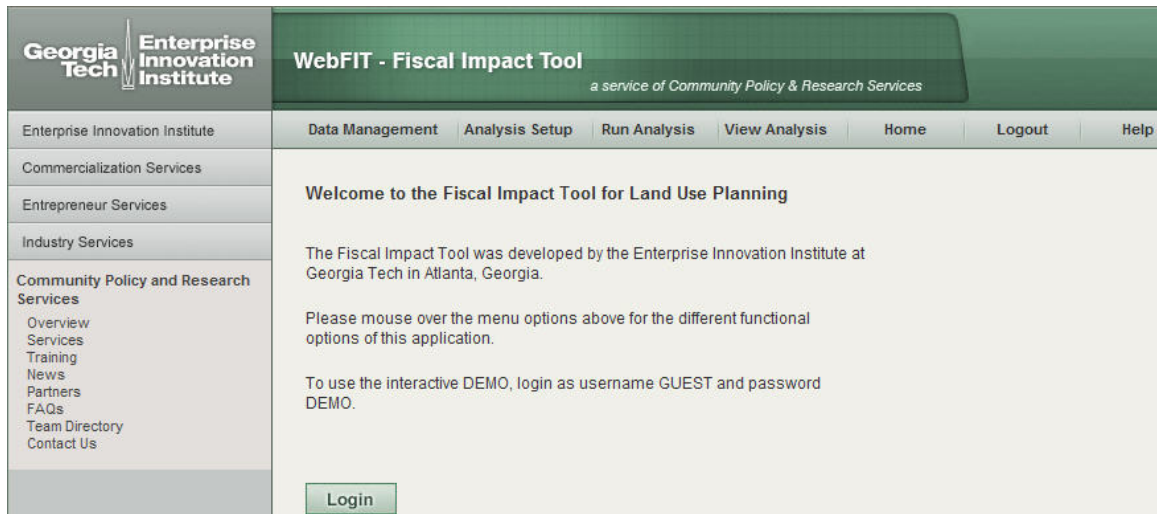 Georgia Tech
Enterprise Innovation Institute
WebFIT - Fiscal Impact Tool
a service of Community Policy & Research Services
Data Management Analysis Setup Run Analysis View Analysis Home Logout Help
Enterprise Innovation Institute
Commercialization Services
Entrepreneur Services
Industry Services
Community Policy and Research
Services
Overview
Services
Training
News
Partners
FAQs
Team Directory
Contact Us
Welcome to the Fiscal Impact Tool for Land Use Planning
The Fiscal Impact Tool was developed by the Enterprise Innovation Institute at
Georgia Tech in Atlanta, Georgia.
Please mouse over the menu options above for the different functional
options of this application.
To use the interactive DEMO, login as username GUEST and password
DEMO.
Login